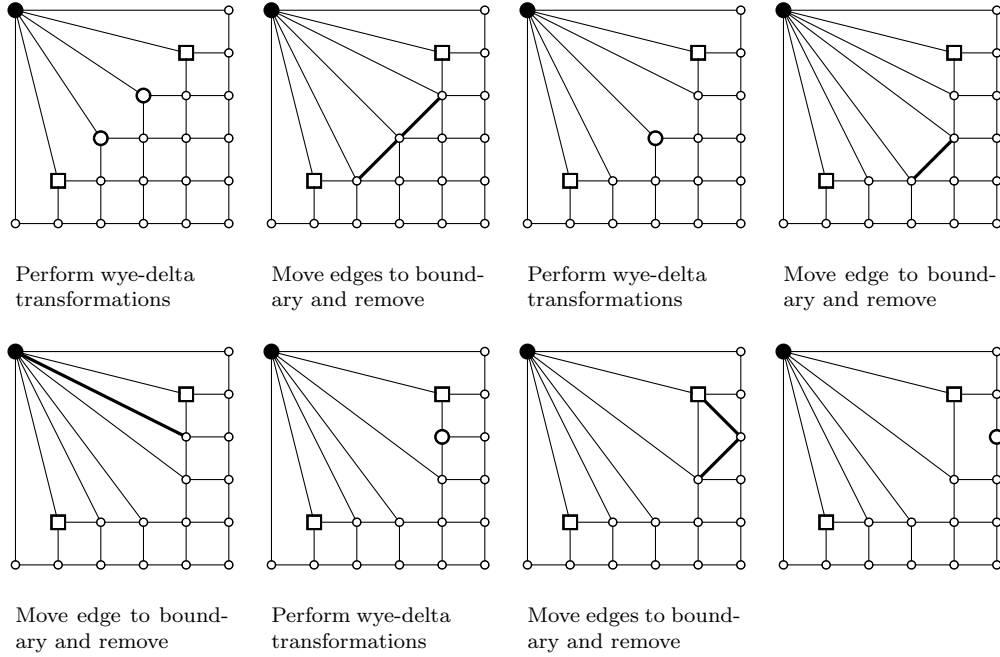 Perform wye-delta
transformations
Move edges to bound-
ary and remove
Perform wye-delta
transformations
Move edge to bound-
ary and remove
Move edge to bound-
ary and remove
Perform wye-delta
transformations
Move edges to bound-
ary and remove